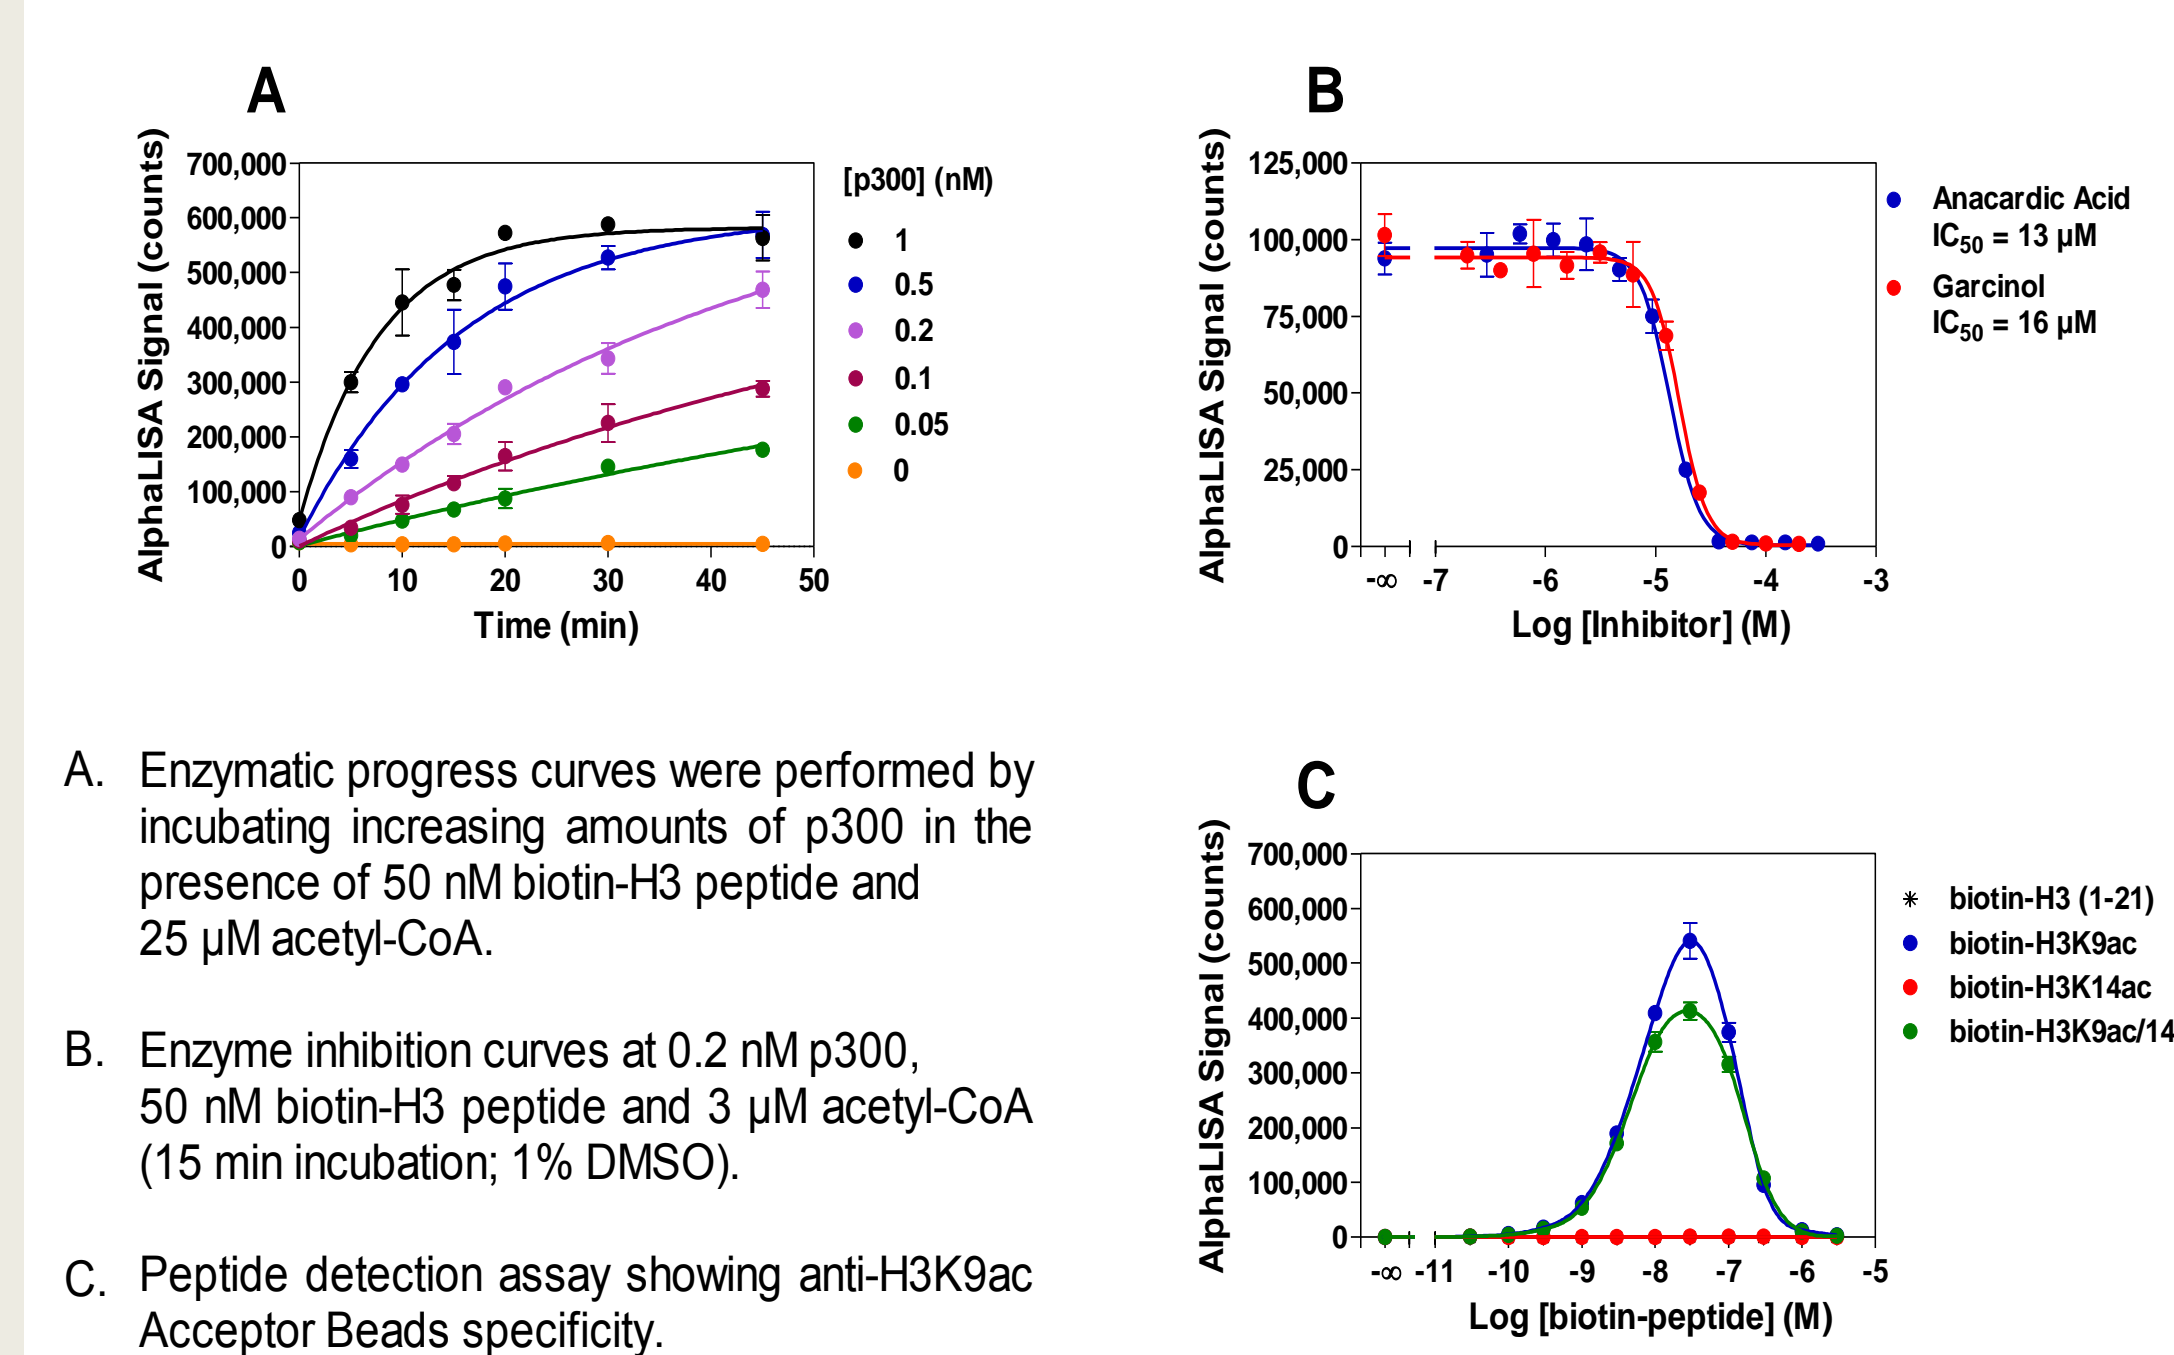 A
AlphaLISA Signal (counts)
700,000
600,000
500,000
400,000
300,000
200,000
100,000
0
0 10 20 30 40 50
Time (min)
[p300] (nM)
1
0.5
0.2
0.1
0.05
0
B
AlphaLISA Signal (counts)
125,000
100,000
75,000
50,000
25,000
0
-∞ -7 -6 -5 -4 -3
Log [Inhibitor] (M)
Anacardic Acid
IC50 = 13 µM
Garcinol
IC50 = 16 µM
A. Enzymatic progress curves were performed by
incubating increasing amounts of p300 in the
presence of 50 nM biotin-H3 peptide and
25 µM acetyl-CoA.
B. Enzyme inhibition curves at 0.2 nM p300,
50 nM biotin-H3 peptide and 3 µM acetyl-CoA
(15 min incubation; 1% DMSO).
C. Peptide detection assay showing anti-H3K9ac
Acceptor Beads specificity.
C
AlphaLISA Signal (counts)
700,000
600,000
500,000
400,000
300,000
200,000
100,000
0
-∞ -11 -10 -9 -8 -7 -6 -5
Log [biotin-peptide] (M)
biotin-H3 (1-21)
biotin-H3K9ac
biotin-H3K14ac
biotin-H3K9ac/14